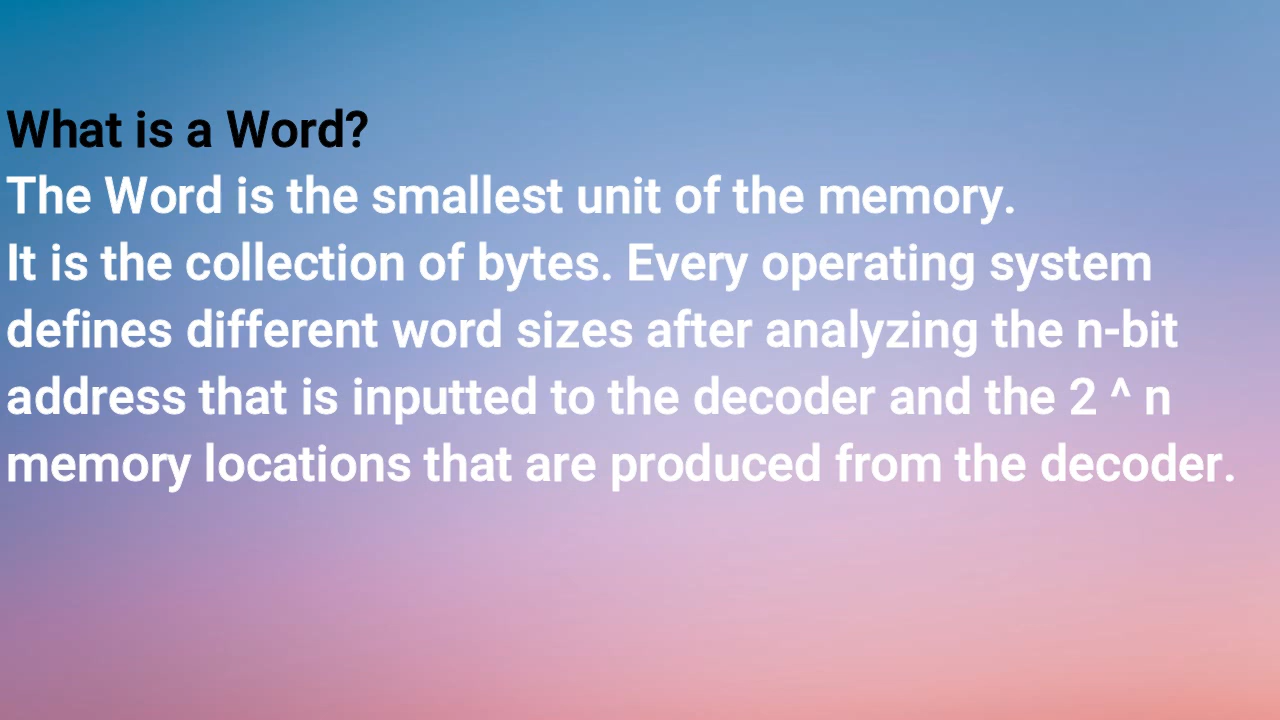 What is a Word?
The Word is the smallest unit of the memory.
It is the collection of bytes. Every operating system
defines different word sizes after analyzing the n-bit
address that is inputted to the decoder and the 2 ^ n
memory locations that are produced from the decoder.